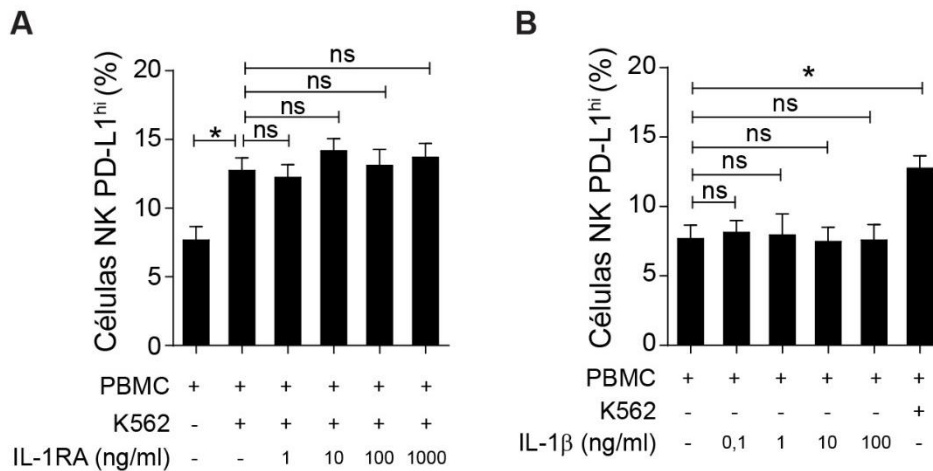 A
Células NK PD-L1hi (%)
20
15
10
5
0
ns
ns
ns
* ns
PBMC + + + + + +
K562 - + + + + +
IL-1RA (ng/ml) - - 1 10 100 1000
B
Células NK PD-L1hi (%)
20
15
10
5
0
*
ns
ns
ns
ns
PBMC + + + + + +
K562 - - - - - +
IL-1β (ng/ml) - 0,1 1 10 100 -